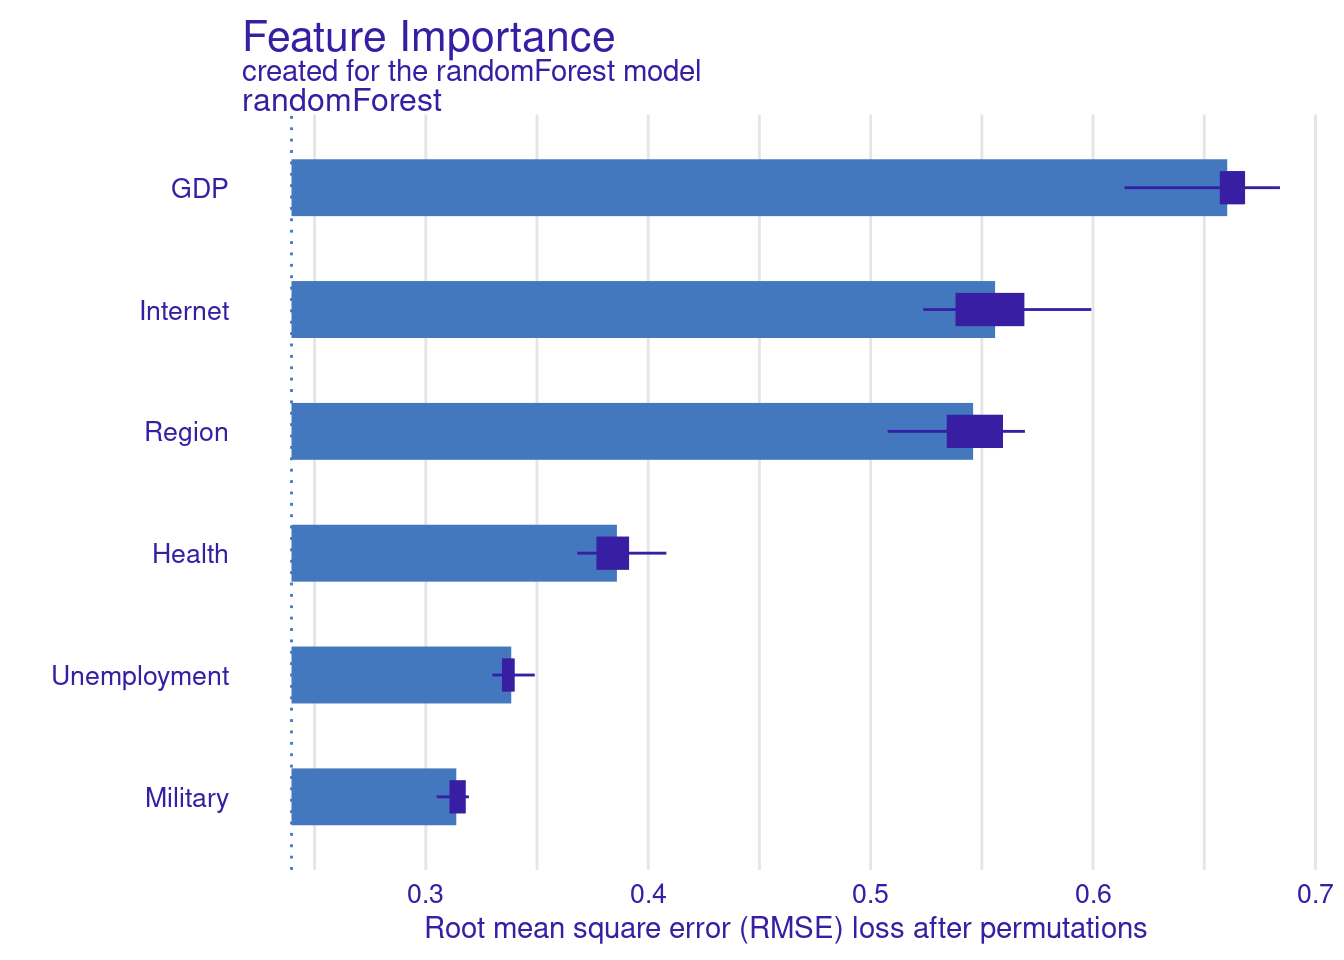 Feature Importance
created for the randomForest model
randomForest
GDP
Internet
Region
Health
Unemployment
Military
0.3 0.4 0.5 0.6 0.7
Root mean square error (RMSE) loss after permutations